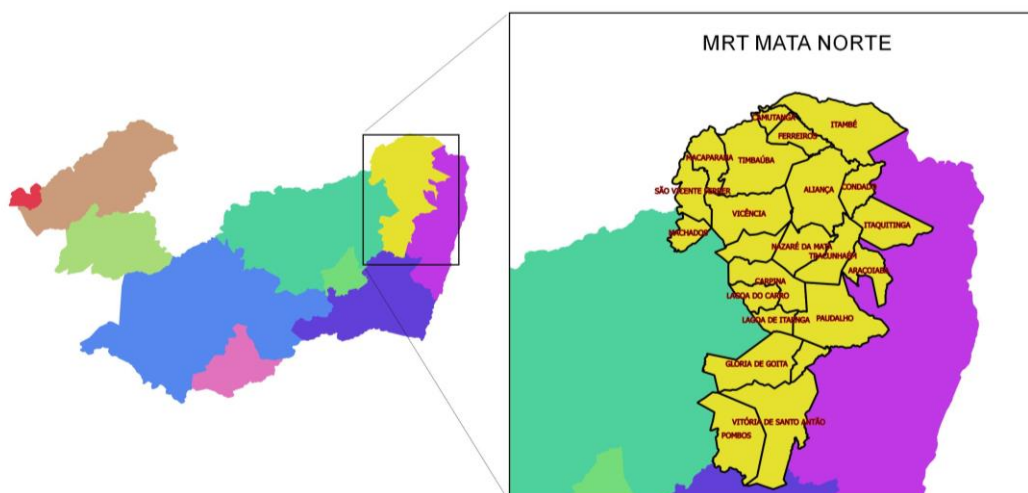 MRT MATA NORTE
CAMUTANGA
ITAMBÉ
FERREIROS
MACAPARANA
TIMBAÚBA
SÃO VICENTE FERRER
ALIANÇA
CONDADO
VICÊNCIA
MACHADOS
ITAQUITINGA
NAZARÉ DA MATA
TRACUNHAÉM
ARAÇOIABA
CARPINA
LAGOA DO CARRO
LAGOA DE ITAENGA
PAUDALHO
GLÓRIA DE GOITÁ
VITÓRIA DE SANTO ANTÃO
POMBOS